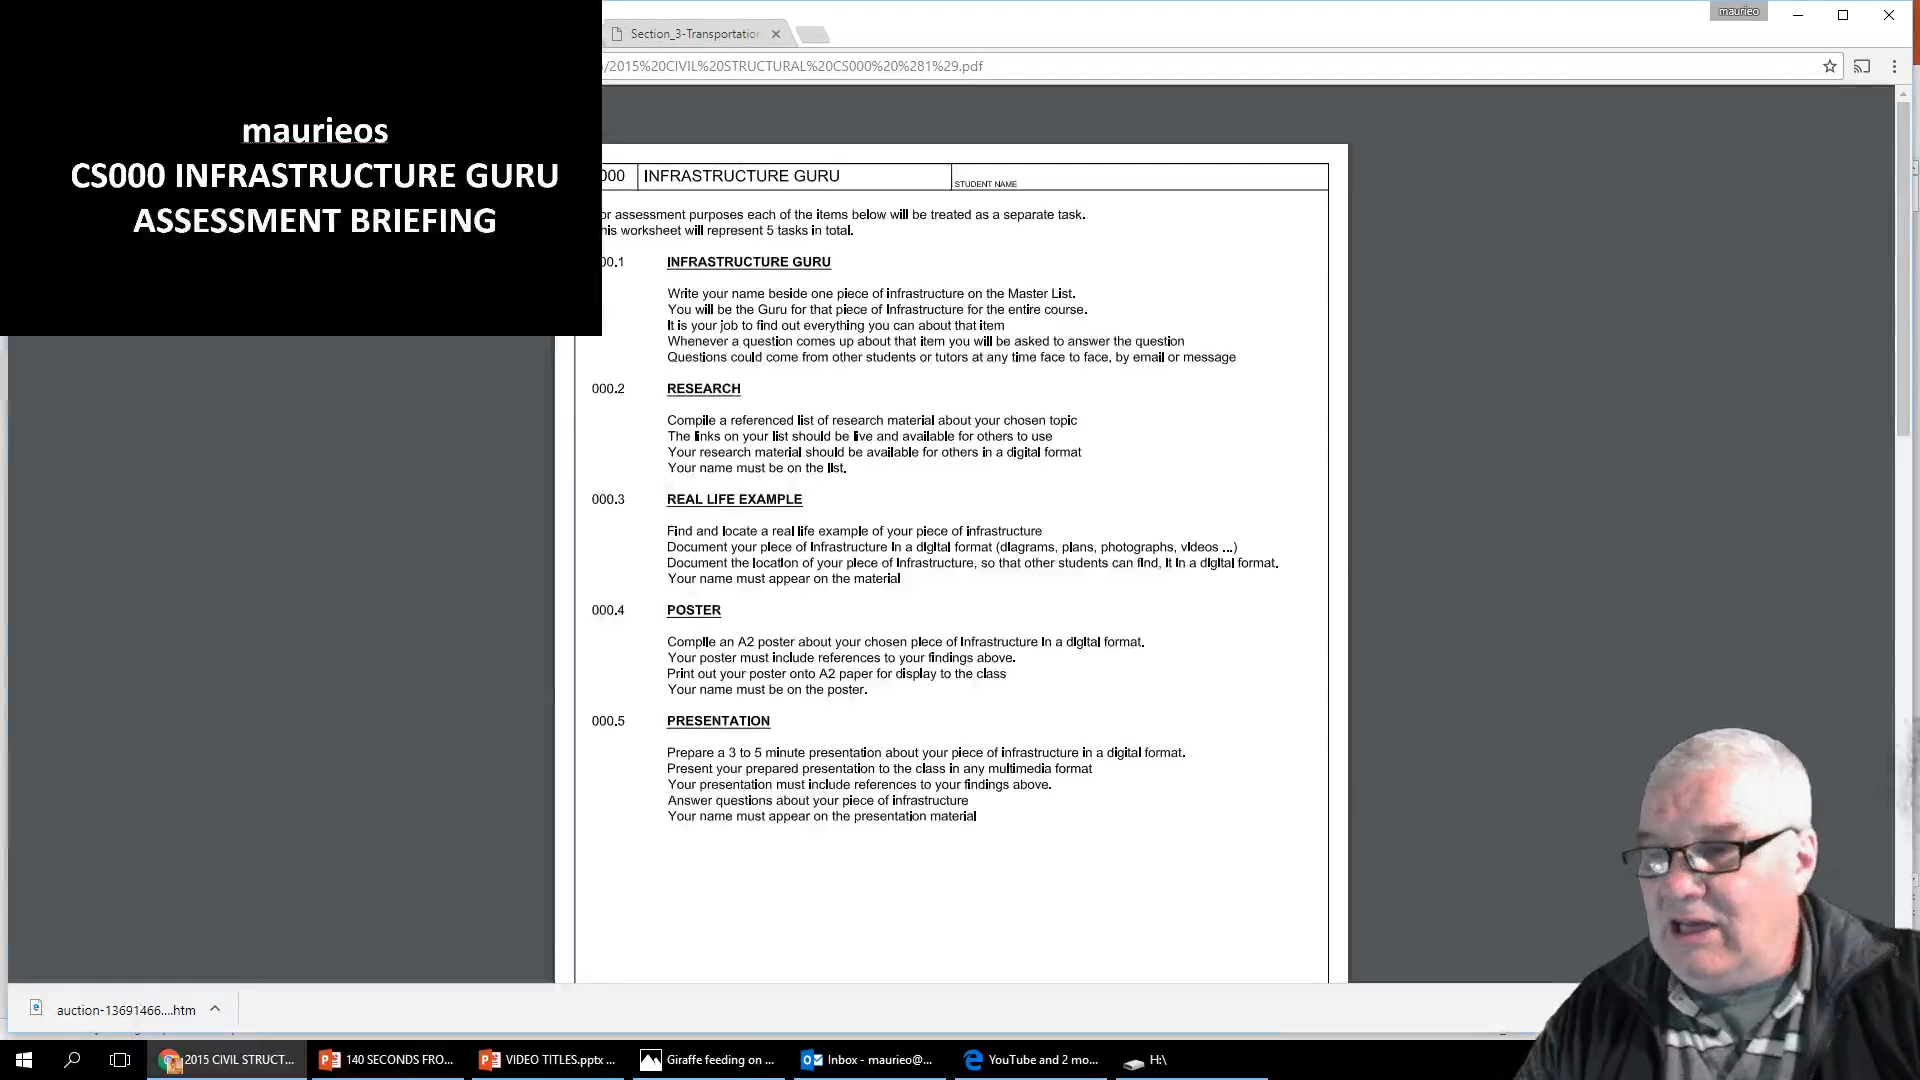 maurieos
CS000 INFRASTRUCTURE GURU
ASSESSMENT BRIEFING
Section_3-Transportation
maurieo
/2015%20CIVIL%20STRUCTURAL%20CS000%20%281%29.pdf
000 INFRASTRUCTURE GURU STUDENT NAME
or assessment purposes each of the items below will be treated as a separate task.
his worksheet will represent 5 tasks in total.
00.1 INFRASTRUCTURE GURU
Write your name beside one piece of infrastructure on the Master List.
You will be the Guru for that piece of Infrastructure for the entire course.
It is your job to find out everything you can about that item
Whenever a question comes up about that item you will be asked to answer the question
Questions could come from other students or tutors at any time face to face, by email or message
000.2 RESEARCH
Compile a referenced list of research material about your chosen topic
The links on your list should be live and available for others to use
Your research material should be available for others in a digital format
Your name must be on the list.
000.3 REAL LIFE EXAMPLE
Find and locate a real life example of your piece of infrastructure
Document your piece of Infrastructure in a digital format (diagrams, plans, photographs, videos ...)
Document the location of your piece of Infrastructure, so that other students can find, it in a digital format.
Your name must appear on the material
000.4 POSTER
Compile an A2 poster about your chosen piece of Infrastructure in a digital format.
Your poster must include references to your findings above.
Print out your poster onto A2 paper for display to the class
Your name must be on the poster.
000.5 PRESENTATION
Prepare a 3 to 5 minute presentation about your piece of infrastructure in a digital format.
Present your prepared presentation to the class in any multimedia format
Your presentation must include references to your findings above.
Answer questions about your piece of infrastructure
Your name must appear on the presentation material
auction-13691466....htm
2015 CIVIL STRUCT... 140 SECONDS FRO... VIDEO TITLES.pptx ... Giraffe feeding on ... Inbox - maurieo@... YouTube and 2 mo... H:\